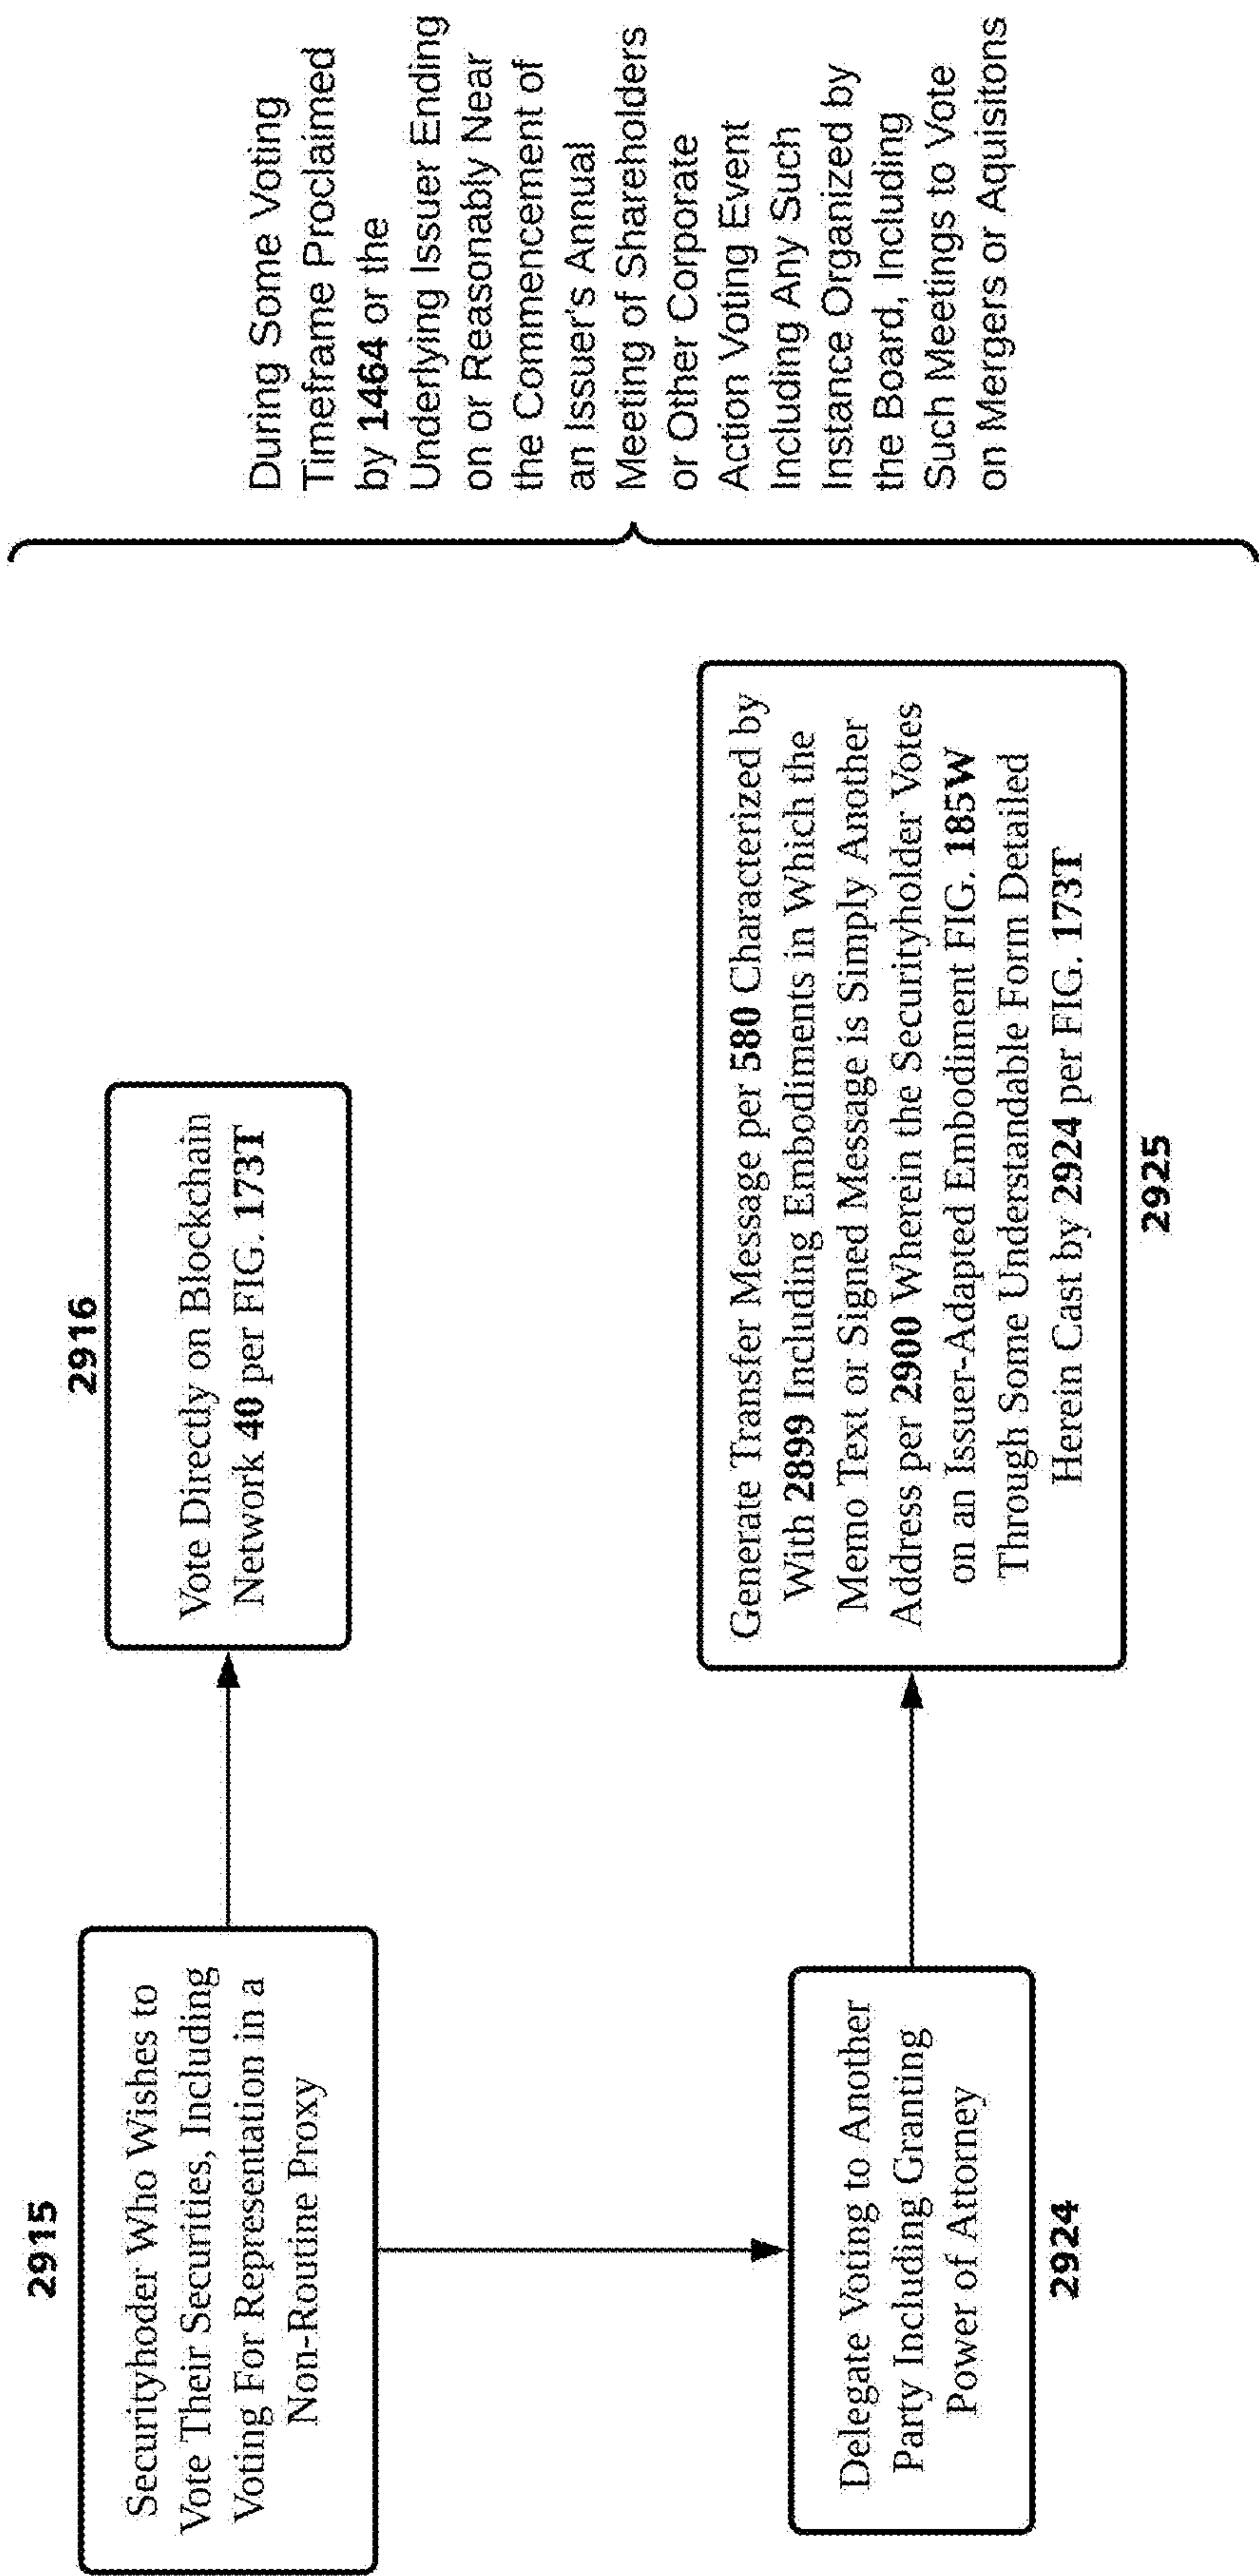 2915
Securityhoder Who Wishes to
Vote Their Securities, Including
Voting For Representation in a
Non-Routine Proxy
2916
Vote Directly on Blockchain
Network 40 per FIG. 173T
Delegate Voting to Another
Party Including Granting
Power of Attorney
2924
Generate Transfer Message per 580 Characterized by
With 2899 Including Embodiments in Which the
Memo Text or Signed Message is Simply Another
Address per 2900 Wherein the Securityholder Votes
on an Issuer-Adapted Embodiment FIG. 185W
Through Some Understandable Form Detailed
Herein Cast by 2924 per FIG. 173T
2925
During Some Voting
Timeframe Proclaimed
by 1464 or the
Underlying Issuer Ending
on or Reasonably Near
the Commencement of
an Issuer's Annual
Meeting of Shareholders
or Other Corporate
Action Voting Event
Including Any Such
Instance Organized by
the Board, Including
Such Meetings to Vote
on Mergers or Aquisitons